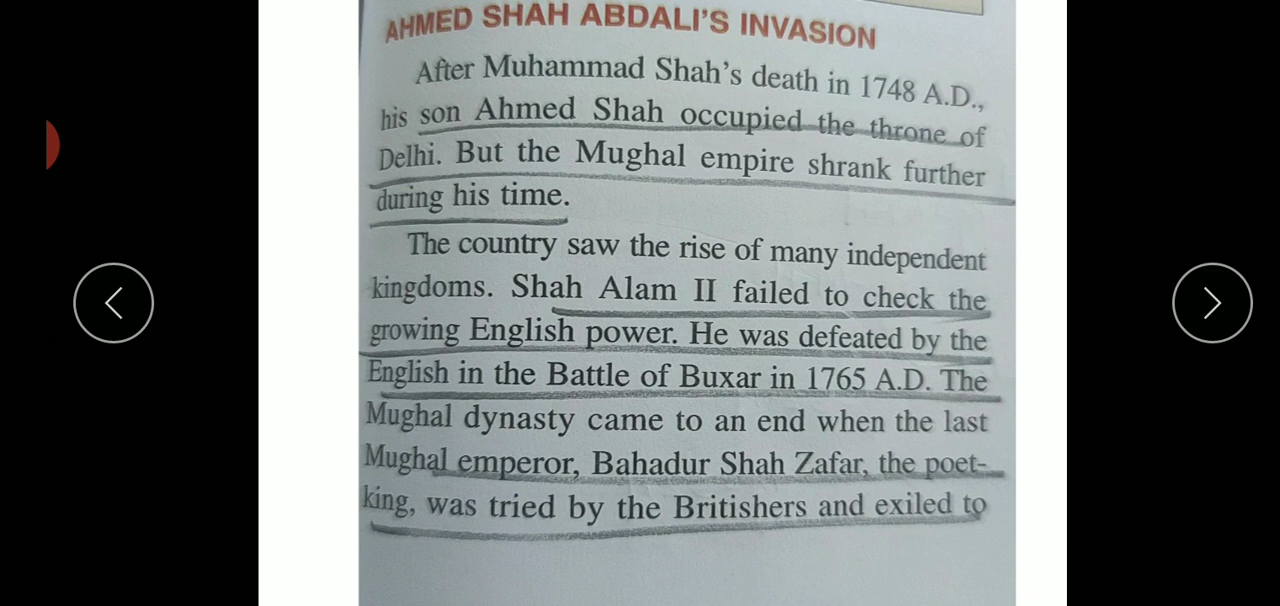 AHMED SHAH ABDALI'S INVASION
After Muhammad Shah's death in 1748 A.D.,
his son Ahmed Shah occupied the throne of
Delhi. But the Mughal empire shrank further
during his time.
The country saw the rise of many independent
kingdoms. Shah Alam II failed to check the
growing English power. He was defeated by the
English in the Battle of Buxar in 1765 A.D. The
Mughal dynasty came to an end when the last
Mughal emperor, Bahadur Shah Zafar, the poet-
king, was tried by the Britishers and exiled to